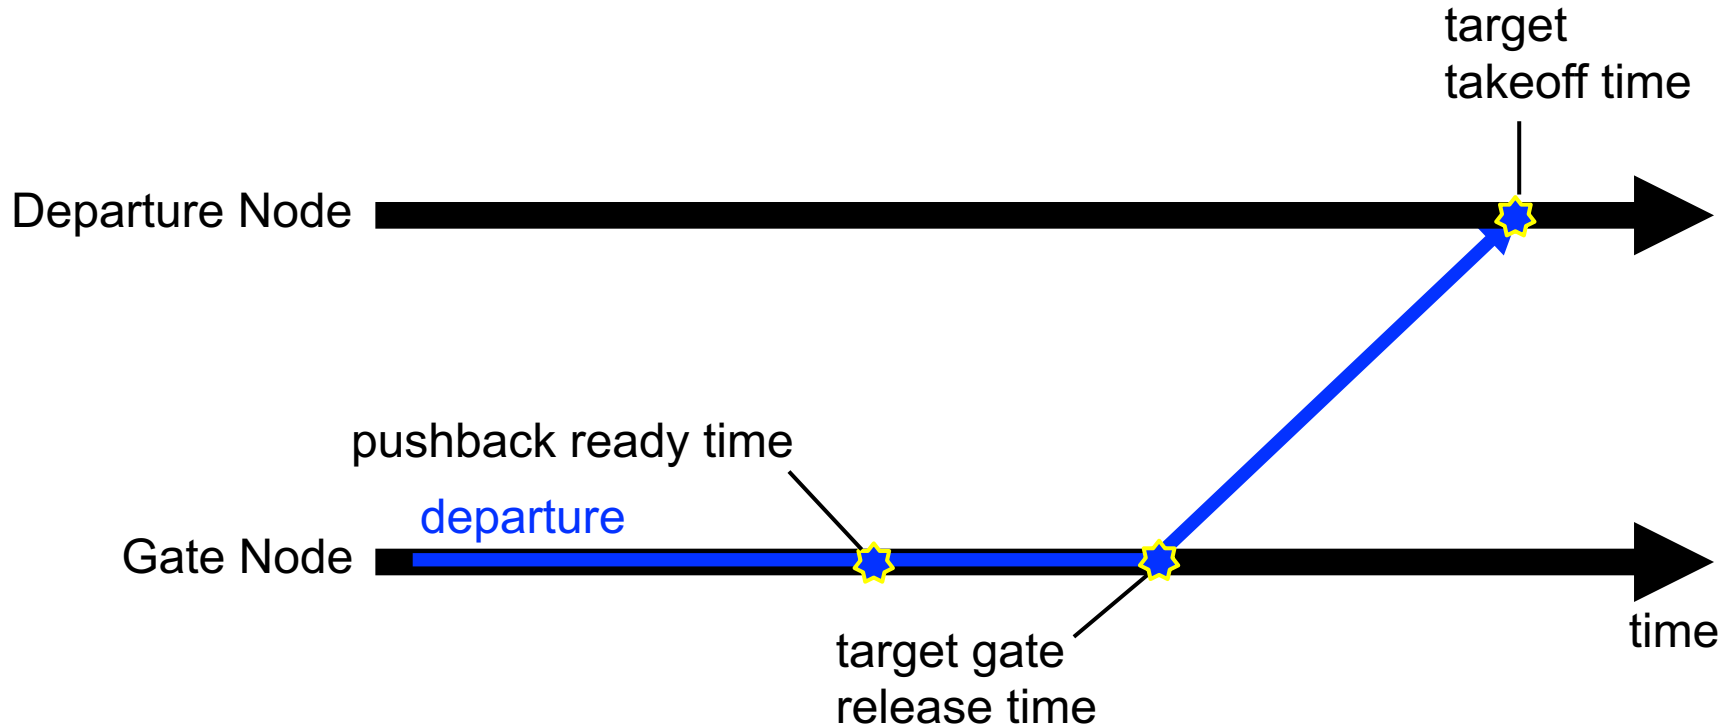 target
takeoff time
Departure Node
pushback ready time
departure
Gate Node
time
target gate
release time